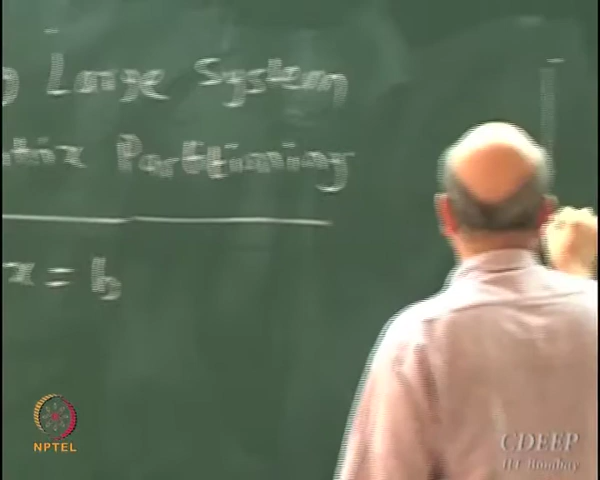 Large System
Partitioning
x = b
NPTEL
CDEEP
IIT Bombay